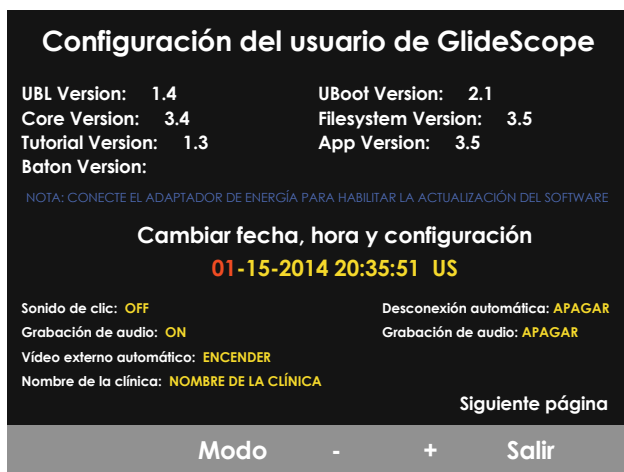 Configuración del usuario de GlideScope
UBL Version: 1.4 UBoot Version: 2.1
Core Version: 3.4 Filesystem Version: 3.5
Tutorial Version: 1.3 App Version: 3.5
Baton Version:
NOTA: CONECTE EL ADAPTADOR DE ENERGÍA PARA HABILITAR LA ACTUALIZACIÓN DEL SOFTWARE
Cambiar fecha, hora y configuración
01-15-2014 20:35:51 US
Sonido de clic: OFF Desconexión automática: APAGAR
Grabación de audio: ON Grabación de audio: APAGAR
Vídeo externo automático: ENCENDER
Nombre de la clínica: NOMBRE DE LA CLÍNICA
Siguiente página
Modo - + Salir